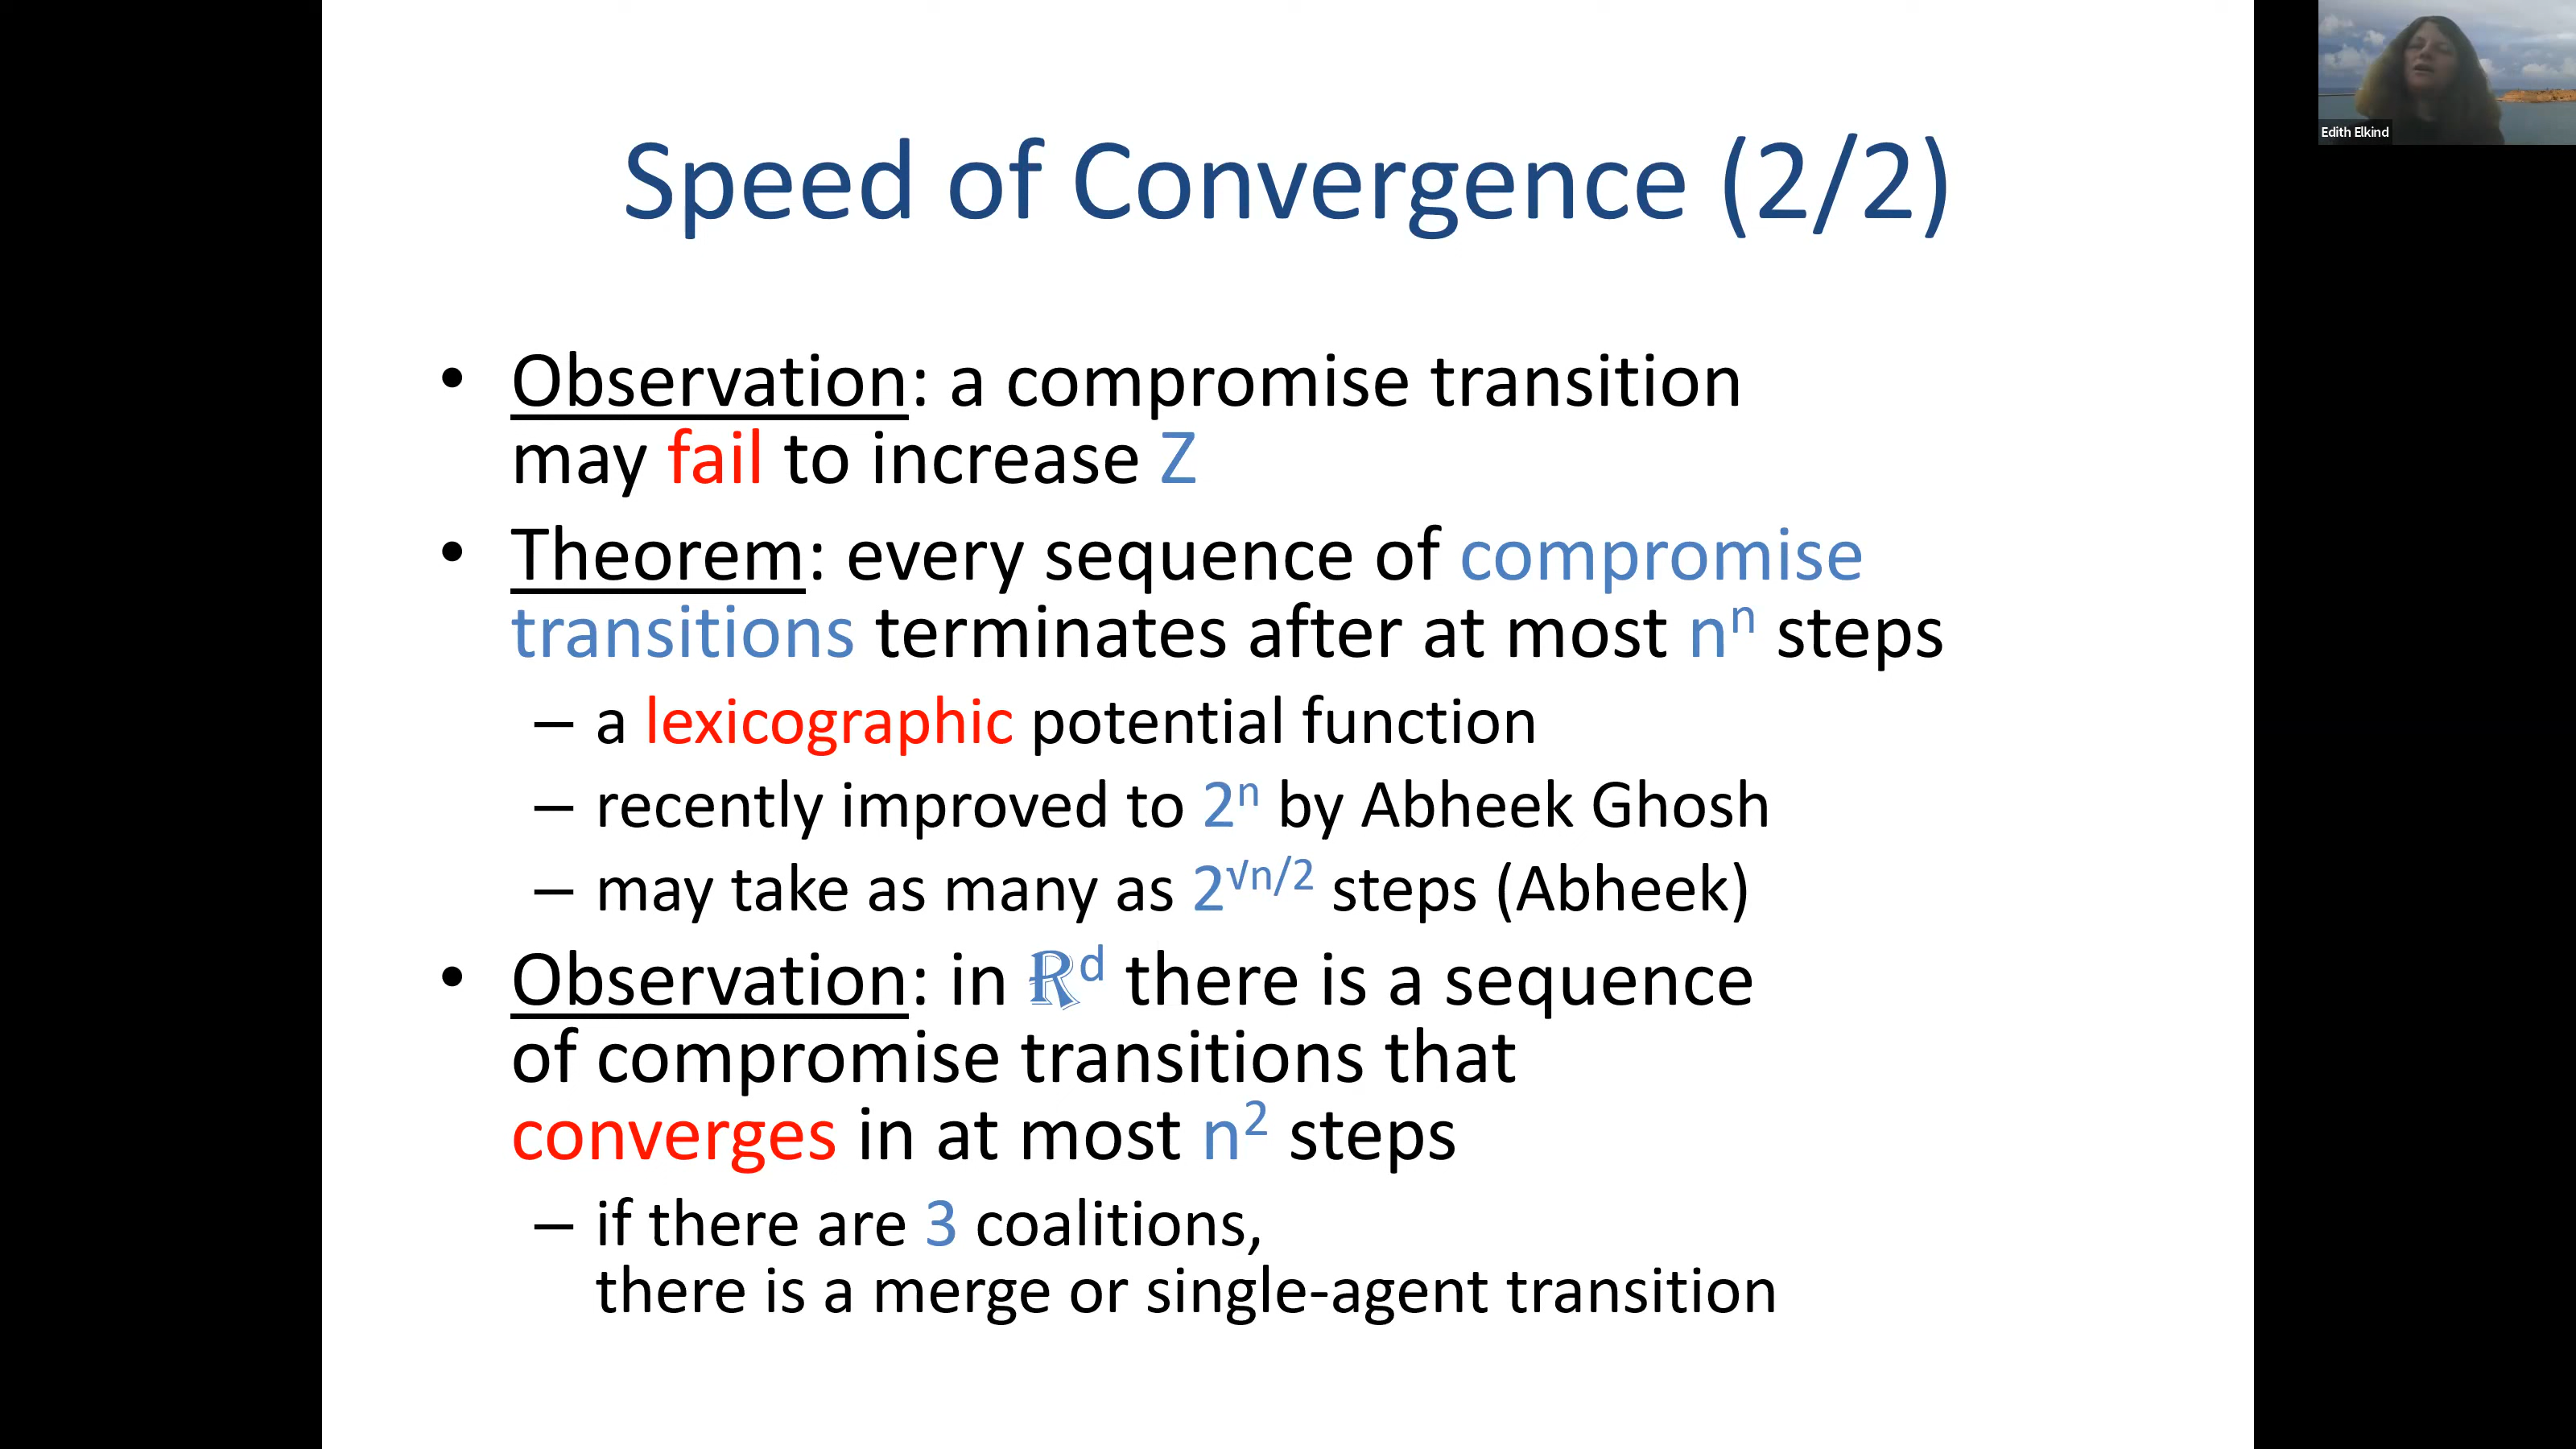 Edith Elkind
Speed of Convergence (2/2)
• Observation: a compromise transition
may fail to increase Z
• Theorem: every sequence of compromise
transitions terminates after at most nⁿ steps
– a lexicographic potential function
– recently improved to 2ⁿ by Abheek Ghosh
– may take as many as 2^√n/2 steps (Abheek)
• Observation: in ℝᵈ there is a sequence
of compromise transitions that
converges in at most n² steps
– if there are 3 coalitions,
there is a merge or single-agent transition